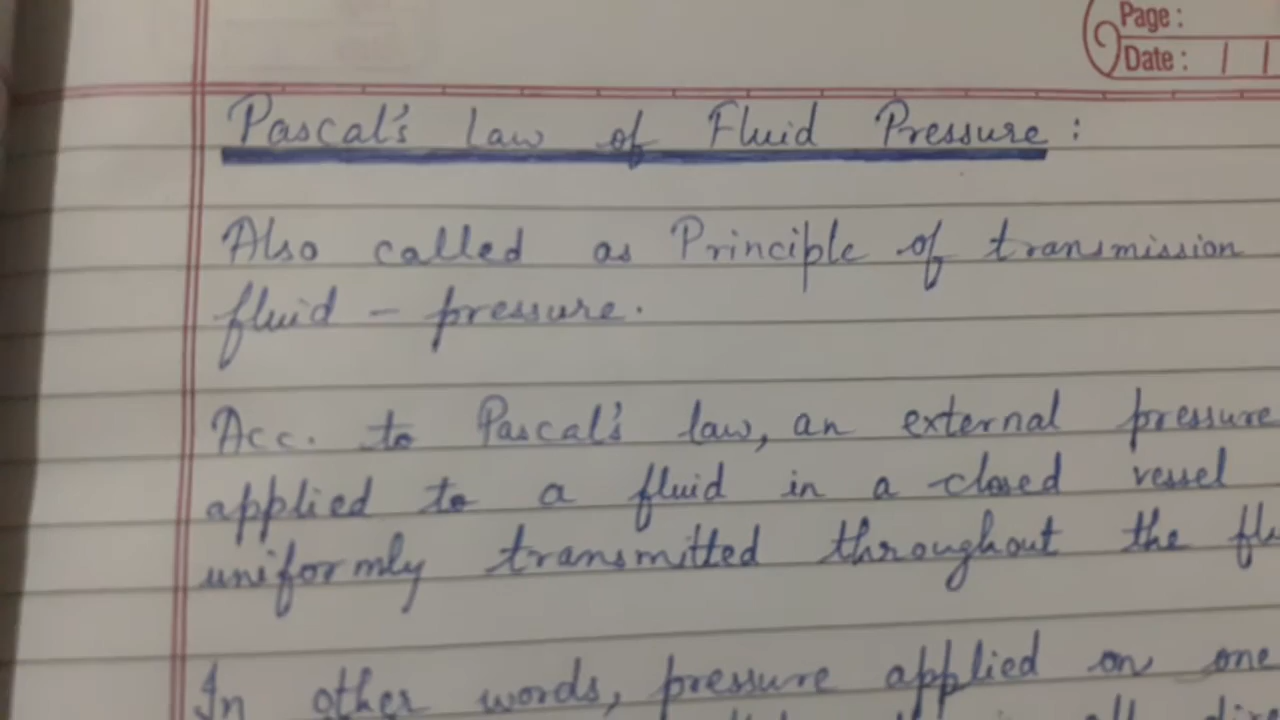 Page :
Date :
Pascal's Law of Fluid Pressure :
Also called as Principle of transmission
fluid - pressure.
Acc. to Pascal's law, an external pressure
applied to a fluid in a closed vessel
uniformly transmitted throughout the
In other words, pressure applied on one